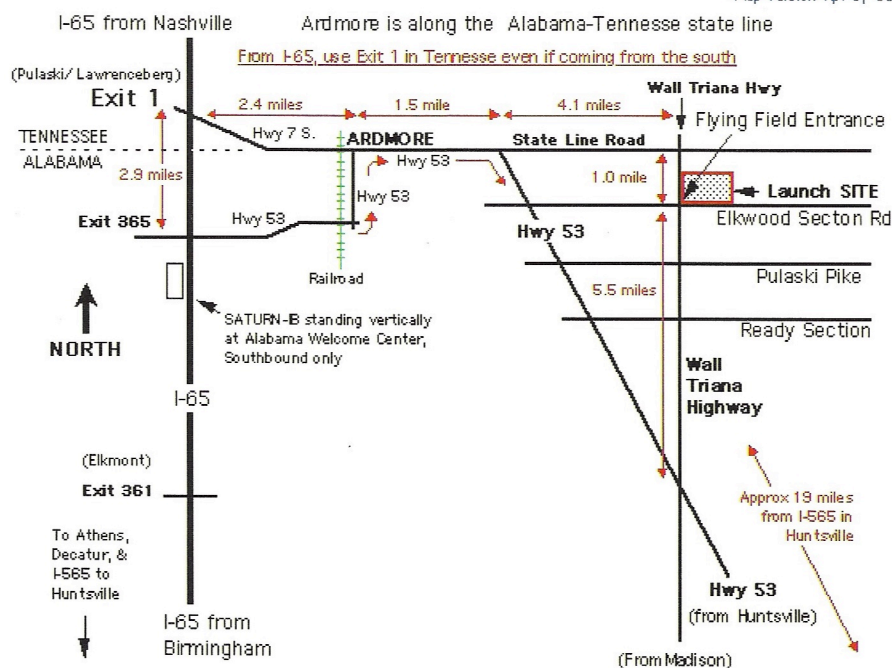 I-65 from Nashville
Ardmore is along the Alabama-Tennesse state line
From I-65, use Exit 1 in Tennesse even if coming from the south
(Pulaski/ Lawrenceberg)
Exit 1
2.4 miles
1.5 mile
4.1 miles
Wall Triana Hwy
Flying Field Entrance
Hwy 7 S.
TENNESSEE
ALABAMA
ARDMORE
State Line Road
Hwy 53
2.9 miles
1.0 mile
Launch SITE
Hwy 53
Exit 365
Hwy 53
Elkwood Secton Rd
Hwy 53
Railroad
5.5 miles
Pulaski Pike
SATURN-IB standing vertically
at Alabama Welcome Center,
Southbound only
NORTH
Ready Section
Wall
Triana
Highway
I-65
(Elkmont)
Exit 361
Approx 19 miles
from I-565 in
Huntsville
To Athens,
Decatur, &
I-565 to
Huntsville
Hwy 53
(from Huntsville)
I-65 from
Birmingham
(From Madison)